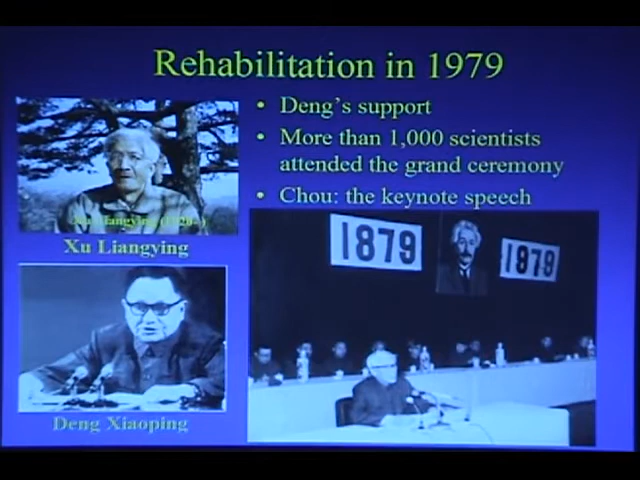 Rehabilitation in 1979
• Deng's support
• More than 1,000 scientists
attended the grand ceremony
• Chou: the keynote speech
Xu Liangying
Deng Xiaoping
1879